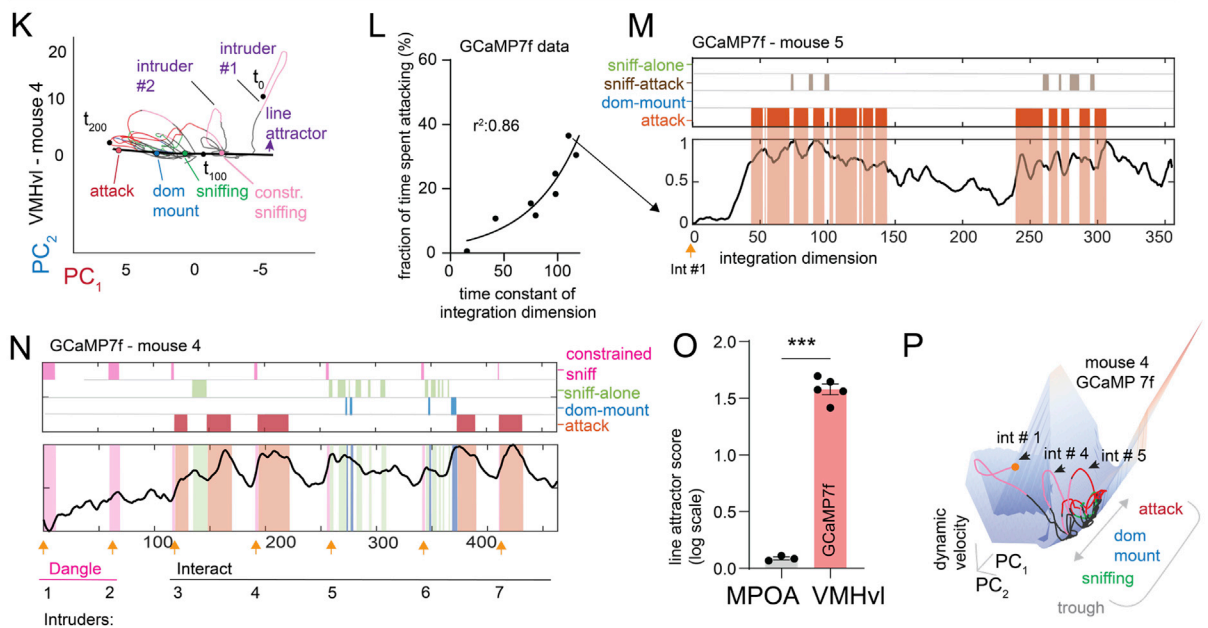 K
VMHvl - mouse 4
20
10
0
intruder
#2
intruder
#1
t0
line
attractor
t200
t100
attack
dom
mount
sniffing
constr.
sniffing
PC2
PC1
5
0
-5
L
GCaMP7f data
fraction of time spent attacking (%)
60
40
20
0
r2:0.86
0
50
100
time constant of
integration dimension
M
GCaMP7f - mouse 5
sniff-alone
sniff-attack
dom-mount
attack
1
0.5
0
0
50
100
150
200
250
300
350
Int #1
integration dimension
N
GCaMP7f - mouse 4
constrained
sniff
sniff-alone
dom-mount
attack
100
200
300
400
Dangle
Interact
1
2
3
4
5
6
7
Intruders:
O
line attractor score
(log scale)
2.0
1.5
1.0
0.5
0.0
***
GCaMP7f
MPOA
VMHvl
P
mouse 4
GCaMP 7f
int # 1
int # 4
int # 5
attack
dom
mount
sniffing
trough
dynamic
velocity
PC1
PC2